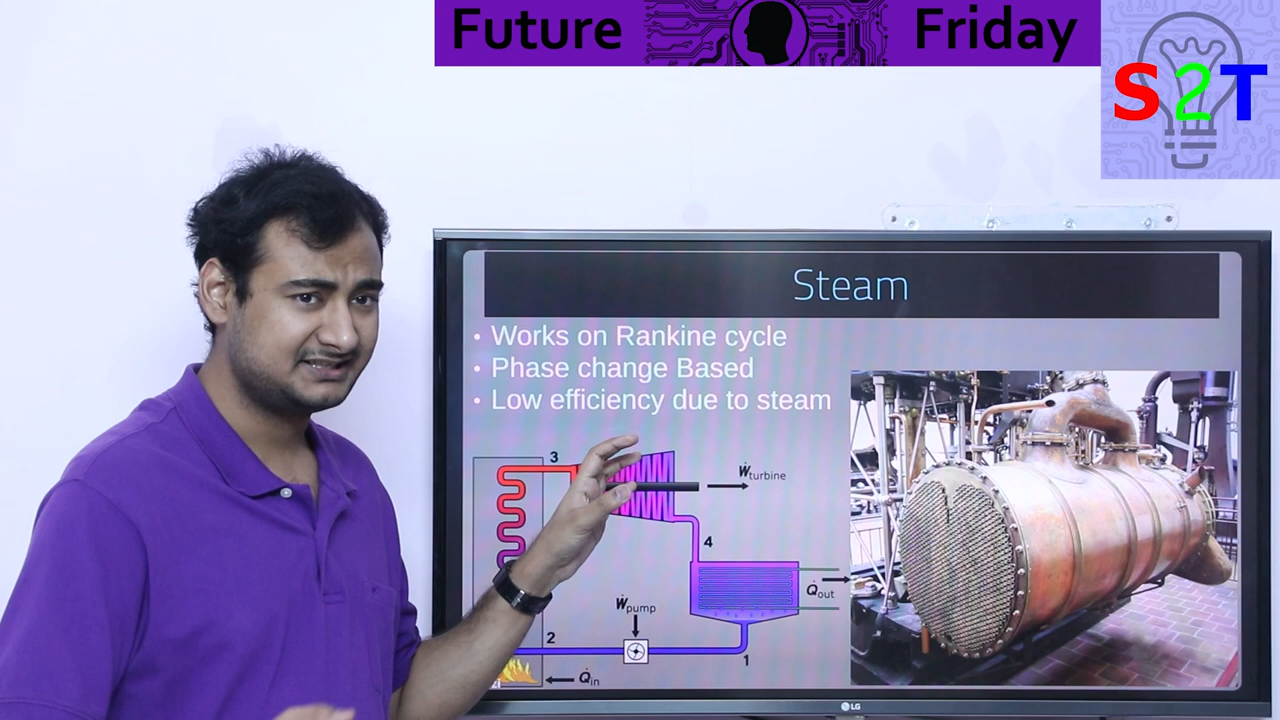 Future Friday
S2T
Steam
• Works on Rankine cycle
• Phase change Based
• Low efficiency due to steam
3
Ẇturbine
4
Q̇out
Ẇpump
2
1
Q̇in
LG